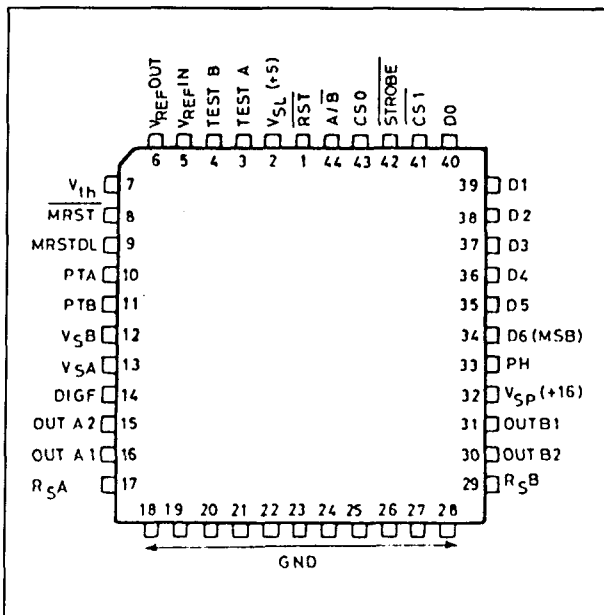 VREFOUT
VREFIN
TEST B
TEST A
VSL (+5)
RST
A/B
CS0
STROBE
CS1
D0
6 5 4 3 2 1 44 43 42 41 40
Vth 7
MRST 8
MRSTDL 9
PTA 10
PTB 11
VSB 12
VSA 13
DIGF 14
OUT A2 15
OUT A1 16
RSA 17
39 D1
38 D2
37 D3
36 D4
35 D5
34 D6 (MSB)
33 PH
32 VSP (+16)
31 OUTB1
30 OUT B2
29 RSB
18 19 20 21 22 23 24 25 26 27 28
GND